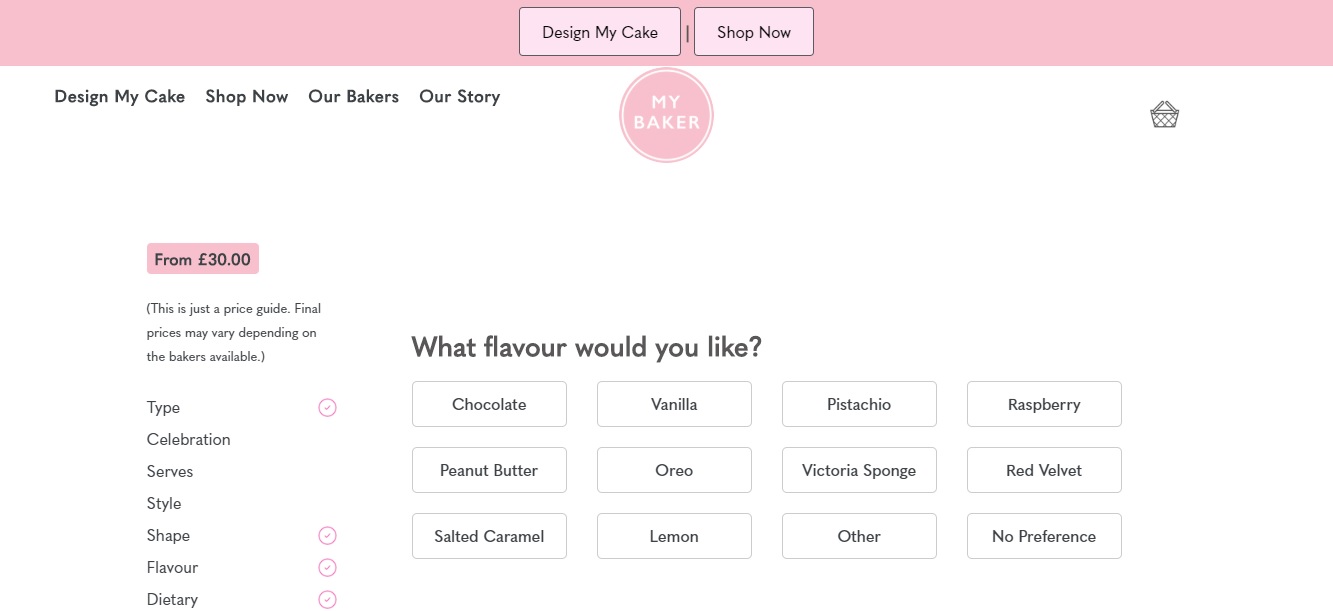 Design My Cake | Shop Now
Design My Cake Shop Now Our Bakers Our Story
MY
BAKER
From £30.00
(This is just a price guide. Final
prices may vary depending on
the bakers available.)
What flavour would you like?
Chocolate Vanilla Pistachio Raspberry
Peanut Butter Oreo Victoria Sponge Red Velvet
Salted Caramel Lemon Other No Preference
Type
Celebration
Serves
Style
Shape
Flavour
Dietary